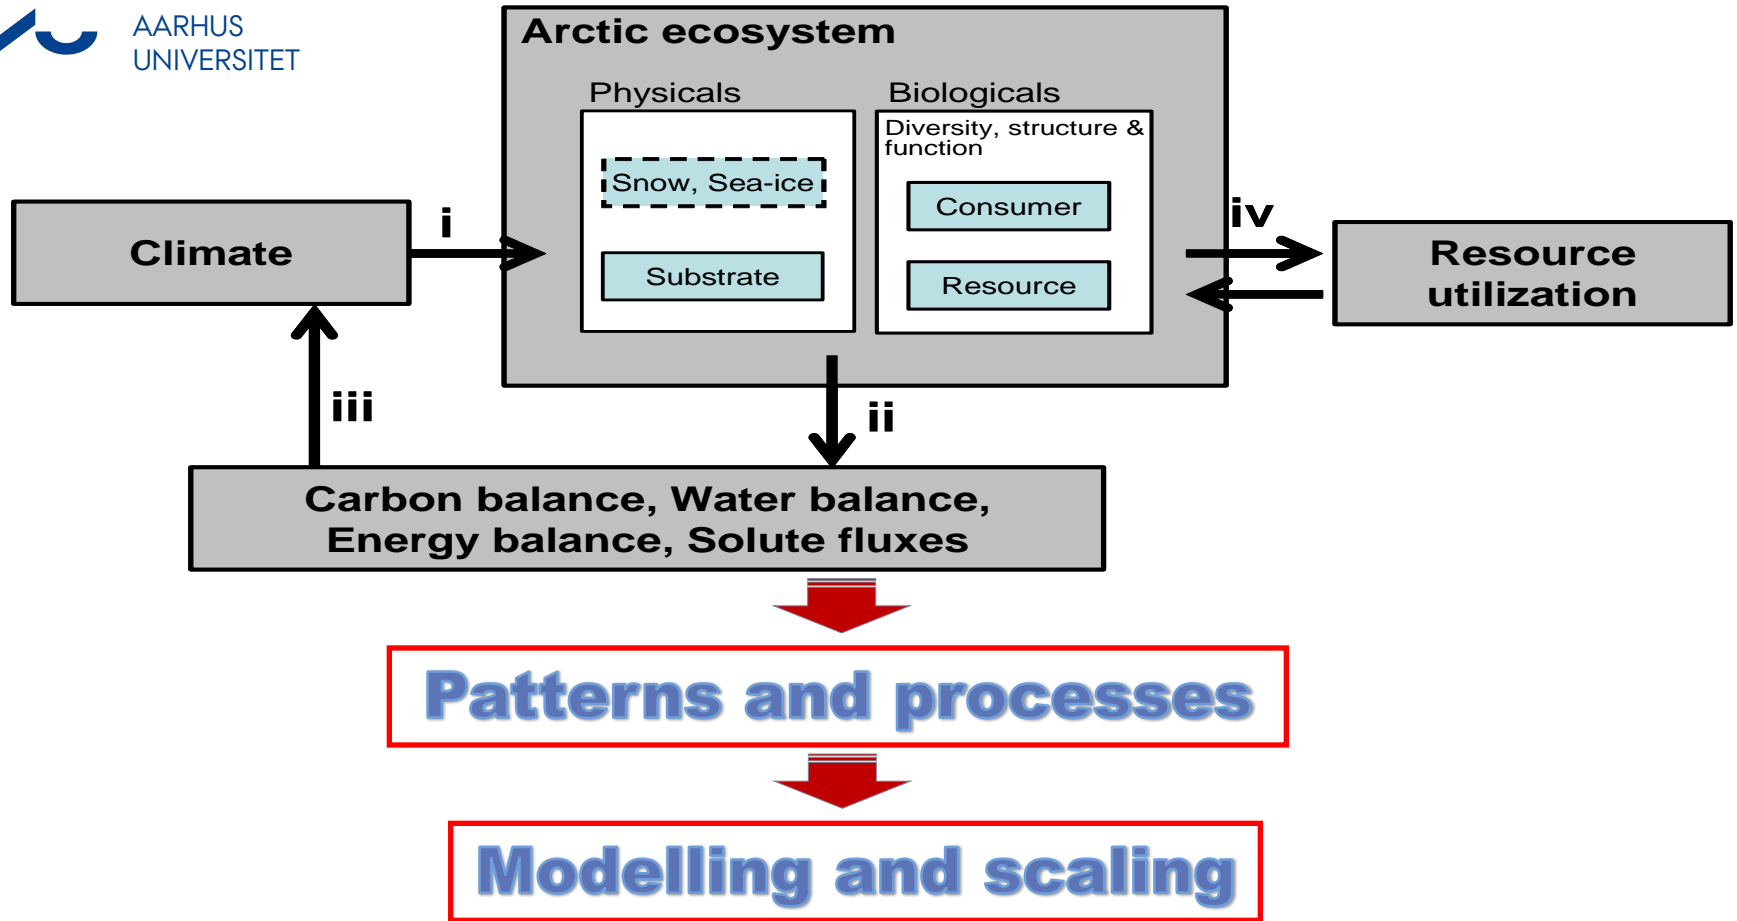 AARHUS
UNIVERSITET
Arctic ecosystem
Physicals
Biologicals
Diversity, structure &
function
Snow, Sea-ice
Consumer
Substrate
Resource
Climate
i
iv
Resource
utilization
iii
ii
Carbon balance, Water balance,
Energy balance, Solute fluxes
Patterns and processes
Modelling and scaling